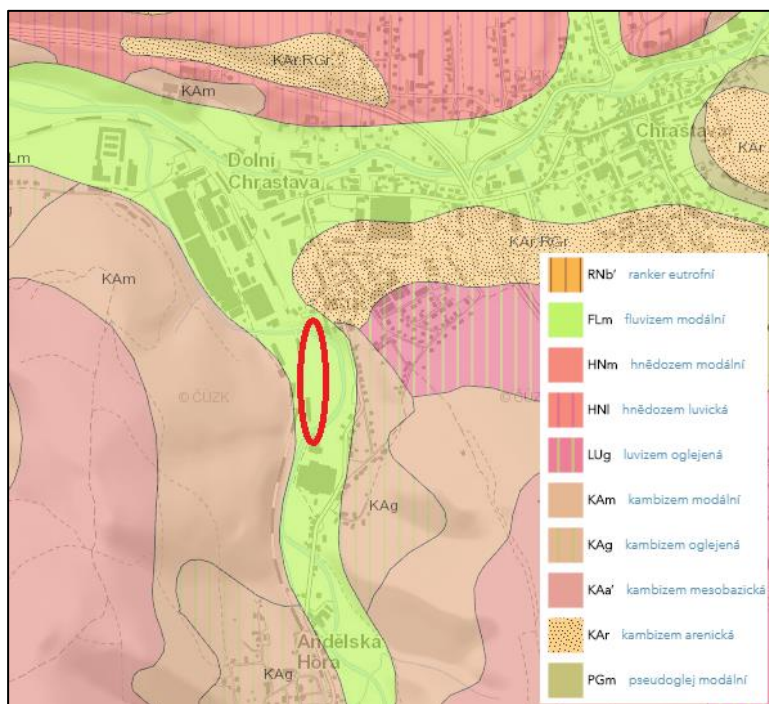 KAr.RGr
© ČÚZK
KAm
Chrastava
Lm
Dolní
Chrastava
KAr
KAr.RGr
KAm
© ČÚZK
© ČÚZK
KAg
Andělská
Hora
KAg
RNb' ranker eutrofní
FLm fluvizem modální
HNm hnědozem modální
HNl hnědozem luvická
LUg luvizem oglejená
KAm kambizem modální
KAg kambizem oglejená
KAa' kambizem mesobazická
KAr kambizem arenická
PGm pseudoglej modální